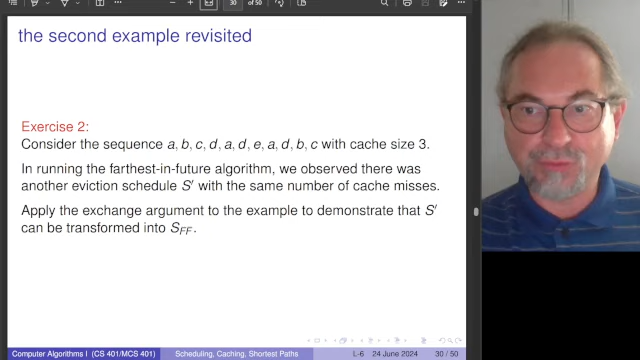 30 of 50
the second example revisited
Exercise 2:
Consider the sequence a, b, c, d, a, d, e, a, d, b, c with cache size 3.
In running the farthest-in-future algorithm, we observed there was
another eviction schedule S′ with the same number of cache misses.
Apply the exchange argument to the example to demonstrate that S′
can be transformed into S_FF.
Computer Algorithms I (CS 401/MCS 401) Scheduling, Caching, Shortest Paths L-6 24 June 2024 30 / 50